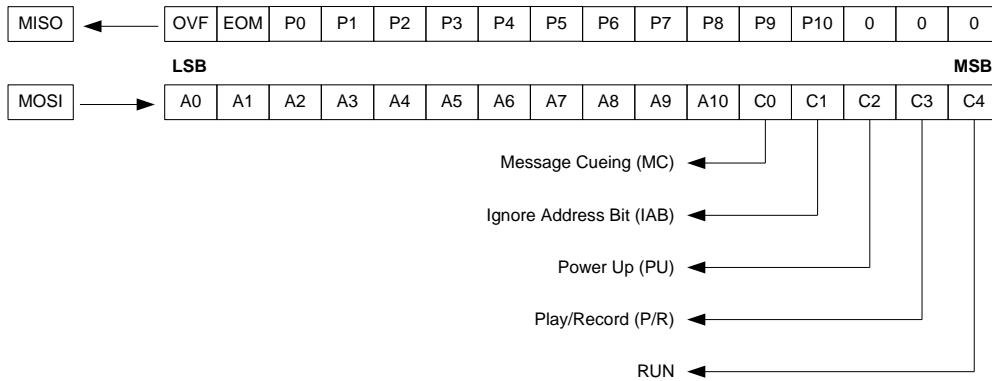 MISO OVF EOM P0 P1 P2 P3 P4 P5 P6 P7 P8 P9 P10 0 0 0
LSB MSB
MOSI A0 A1 A2 A3 A4 A5 A6 A7 A8 A9 A10 C0 C1 C2 C3 C4
Message Cueing (MC)
Ignore Address Bit (IAB)
Power Up (PU)
Play/Record (P/R)
RUN